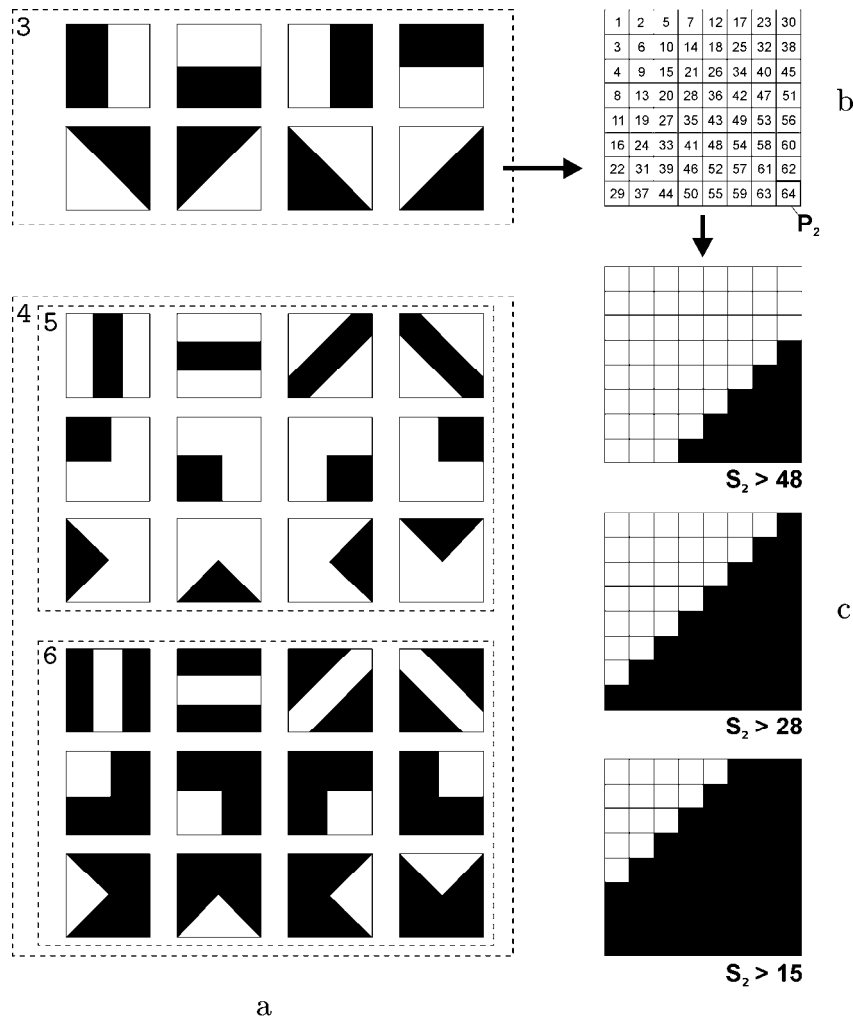 3
1 2 5 7 12 17 23 30
3 6 10 14 18 25 32 38
4 9 15 21 26 34 40 45
8 13 20 28 36 42 47 51
11 19 27 35 43 49 53 56
16 24 33 41 48 54 58 60
22 31 39 46 52 57 61 62
29 37 44 50 55 59 63 64
P₂
b
4
5
S₂ > 48
S₂ > 28
c
6
S₂ > 15
a